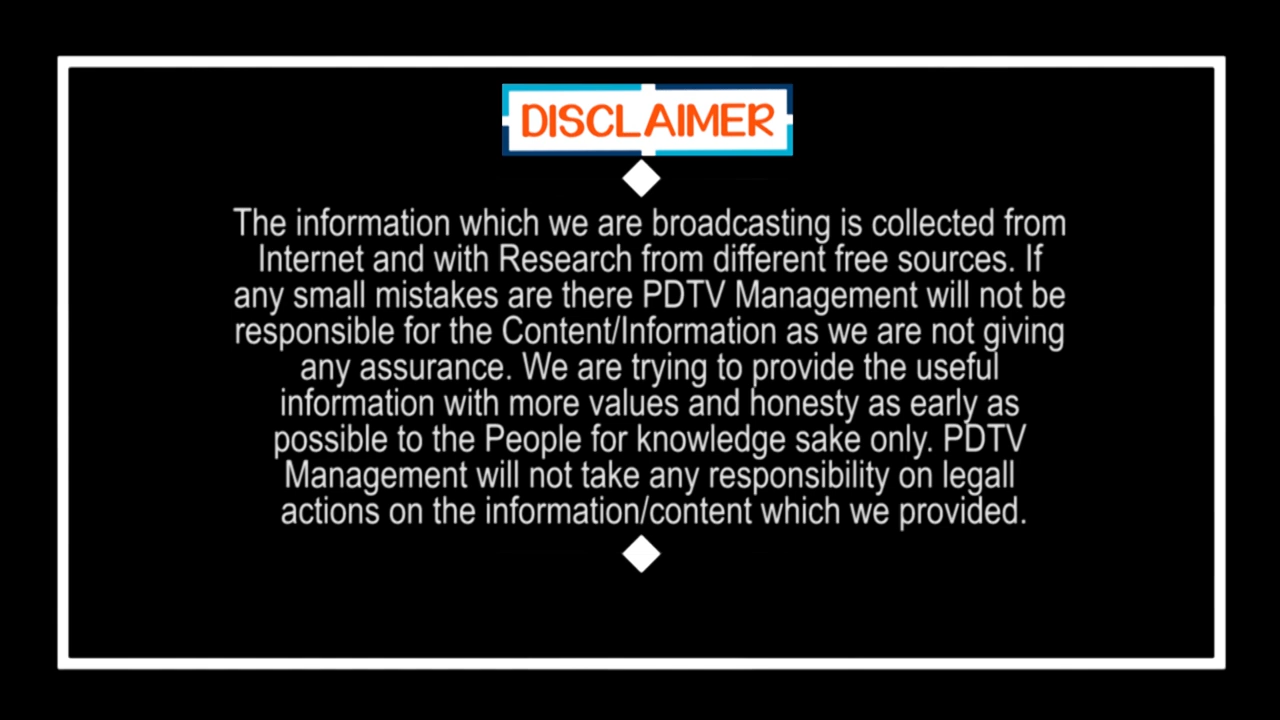 DISCLAIMER
The information which we are broadcasting is collected from
Internet and with Research from different free sources. If
any small mistakes are there PDTV Management will not be
responsible for the Content/Information as we are not giving
any assurance. We are trying to provide the useful
information with more values and honesty as early as
possible to the People for knowledge sake only. PDTV
Management will not take any responsibility on legall
actions on the information/content which we provided.